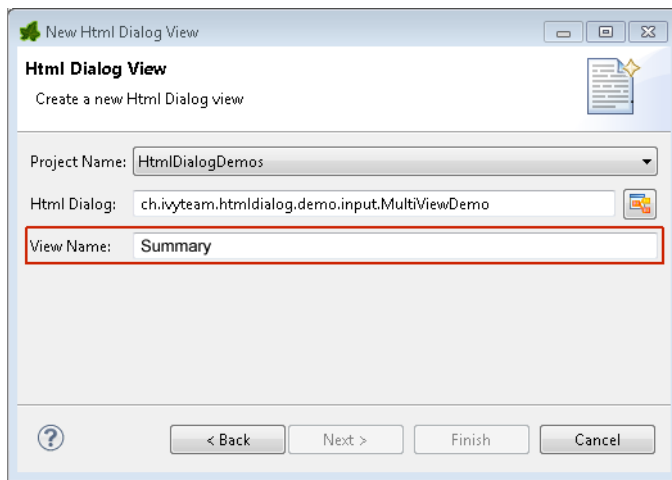 New Html Dialog View
Html Dialog View
Create a new Html Dialog view
Project Name: HtmlDialogDemos
Html Dialog: ch.ivyteam.htmldialog.demo.input.MultiViewDemo
View Name: Summary
? < Back Next > Finish Cancel